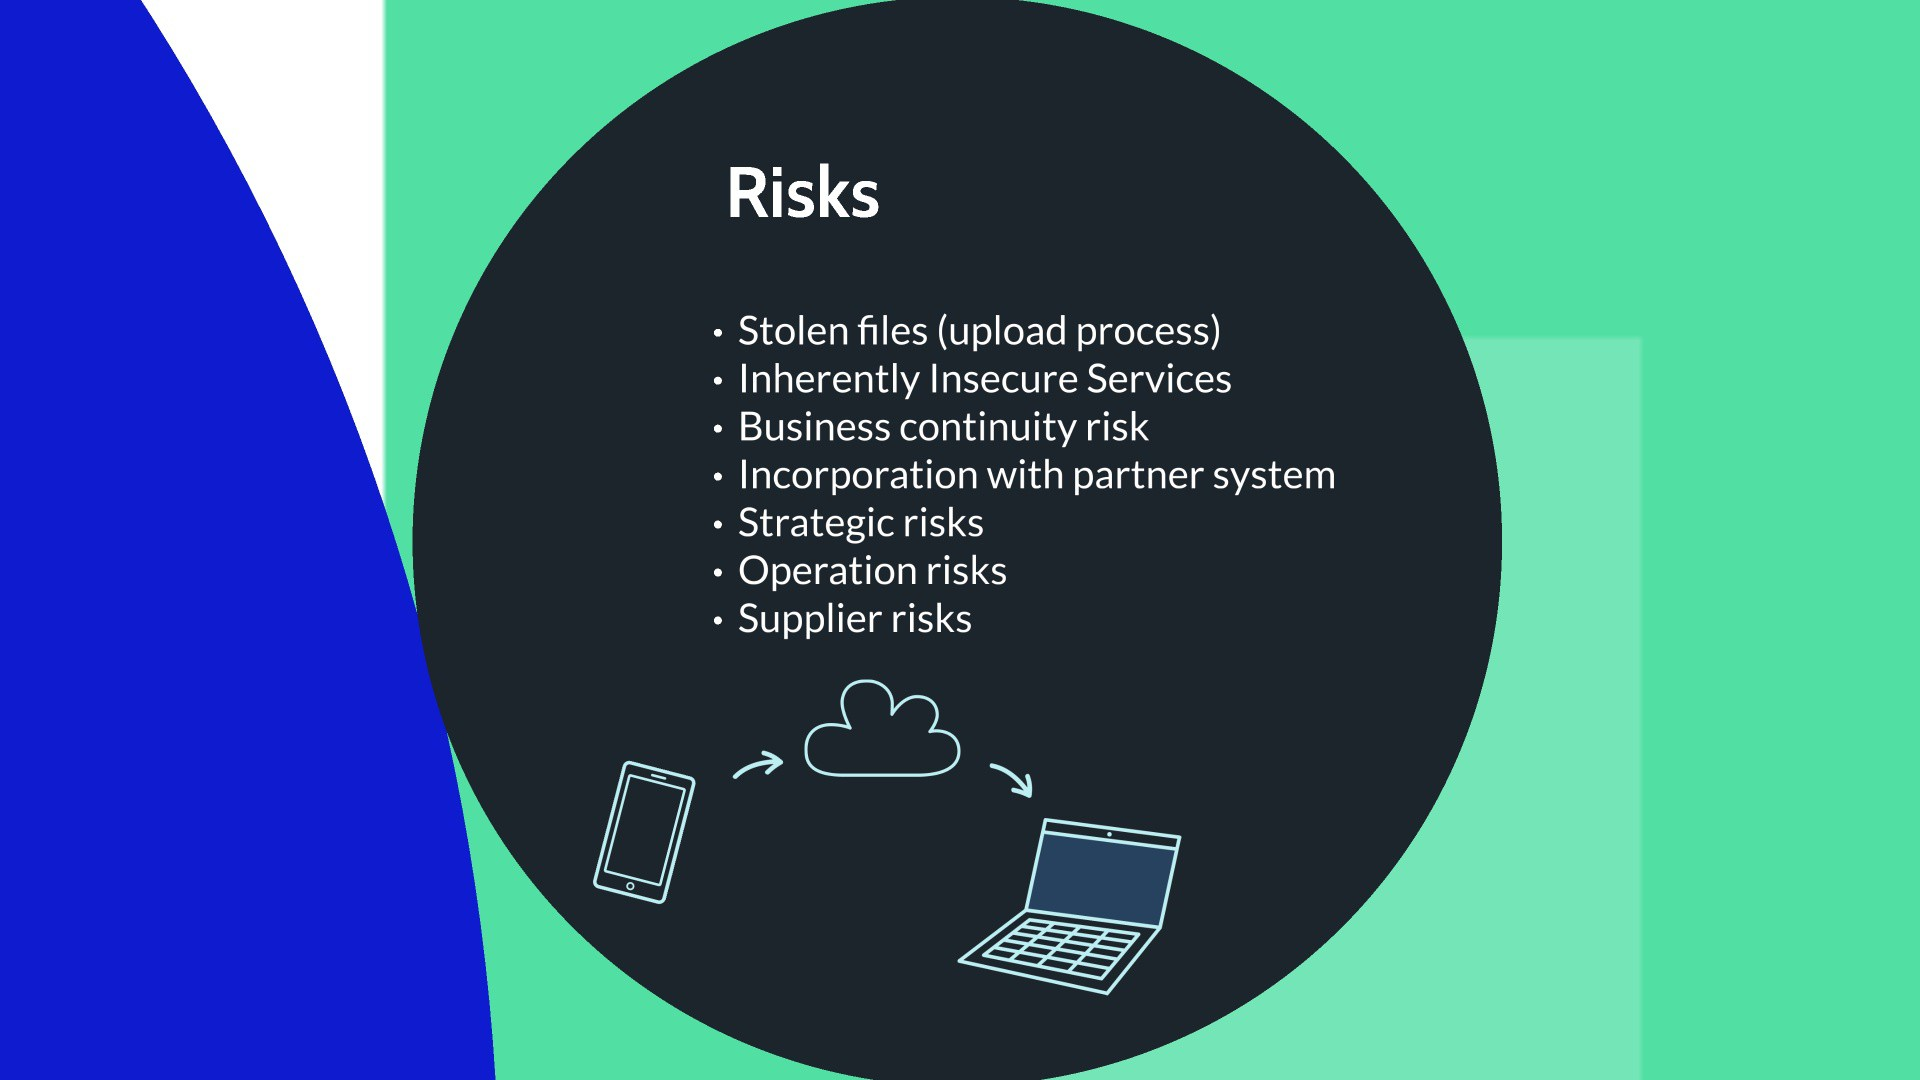 Risks
• Stolen files (upload process)
• Inherently Insecure Services
• Business continuity risk
• Incorporation with partner system
• Strategic risks
• Operation risks
• Supplier risks